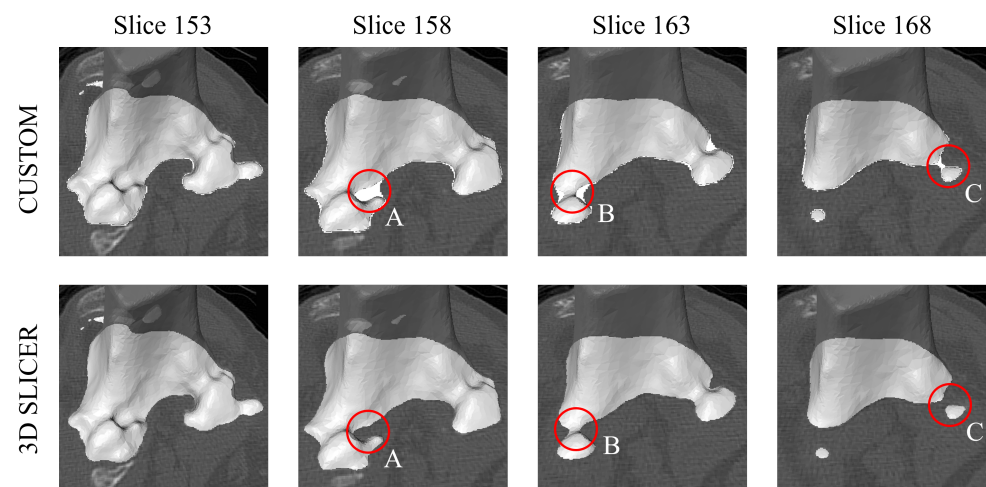 Slice 153 Slice 158 Slice 163 Slice 168
CUSTOM
A B C
3D SLICER
A B C